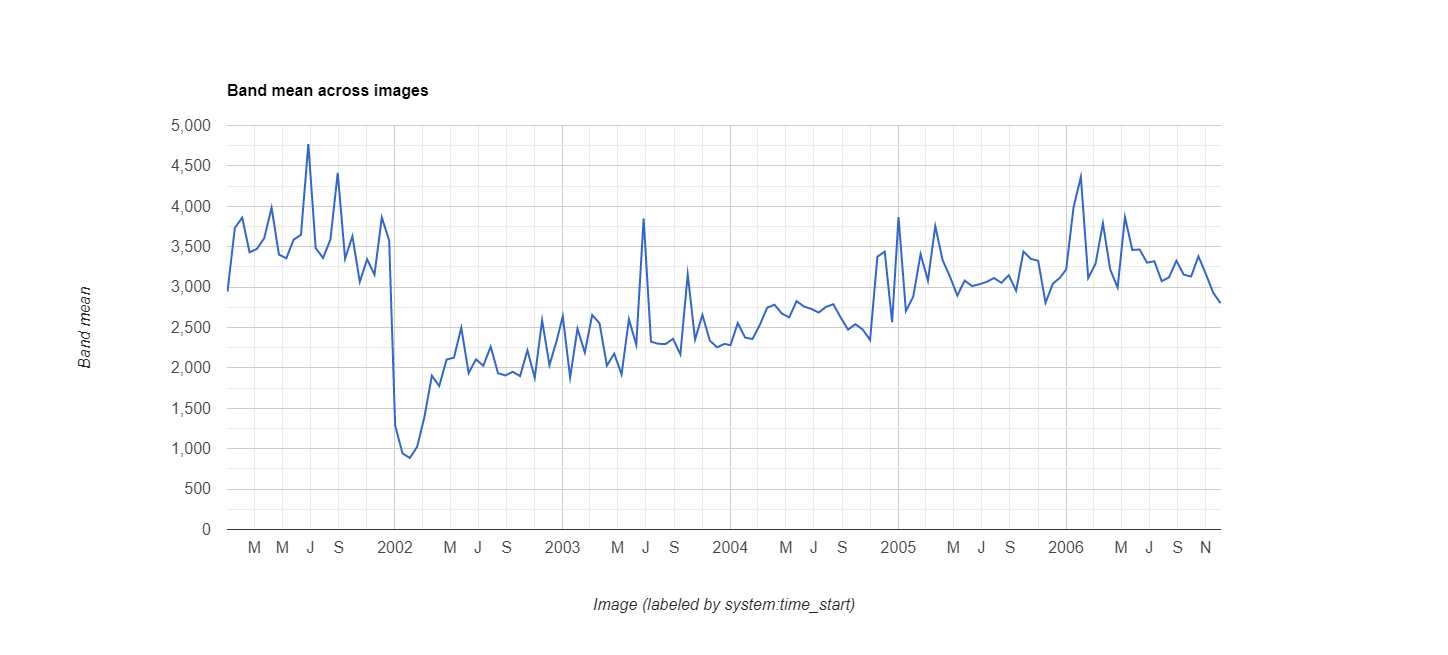 Band mean across images
5,000
4,500
4,000
3,500
3,000
2,500
2,000
1,500
1,000
500
0
Band mean
M M J S 2002 M J S 2003 M J S 2004 M J S 2005 M J S 2006 M J S N
Image (labeled by system:time_start)